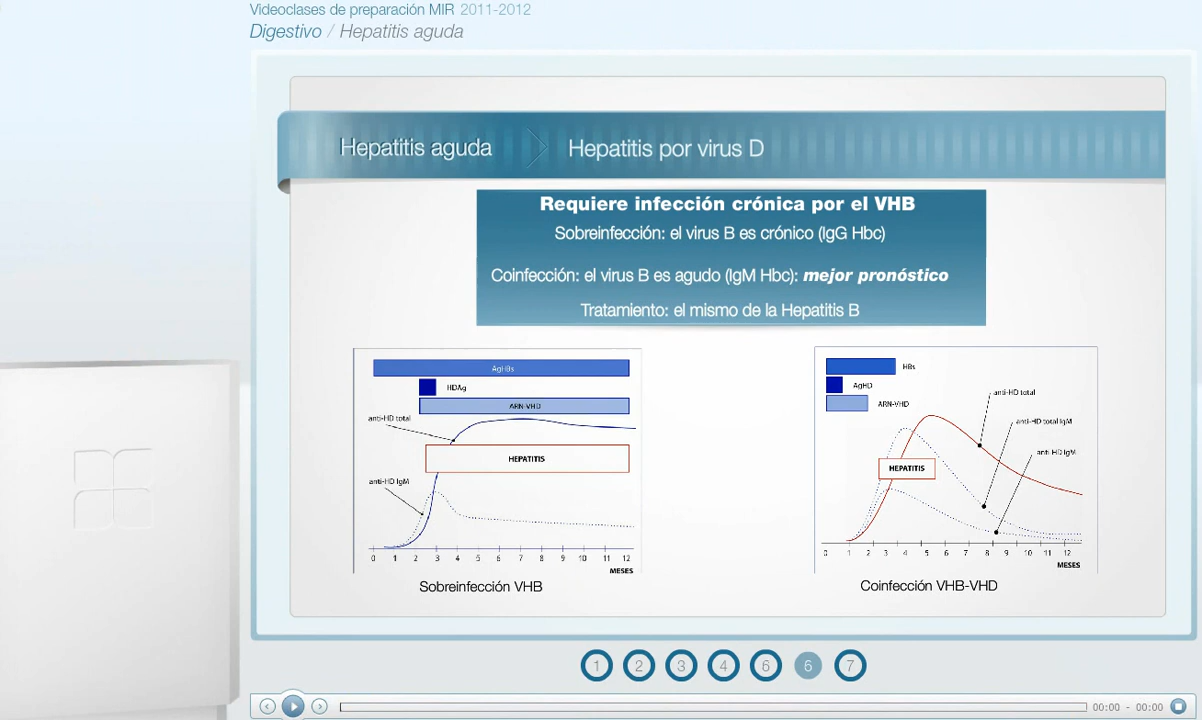 Videoclases de preparación MIR 2011-2012
Digestivo / Hepatitis aguda
Hepatitis aguda
Hepatitis por virus D
Requiere infección crónica por el VHB
Sobreinfección: el virus B es crónico (IgG Hbc)
Coinfección: el virus B es agudo (IgM Hbc): mejor pronóstico
Tratamiento: el mismo de la Hepatitis B
AgHBs
HDAg
ARN-VHD
anti-HD total
HEPATITIS
anti-HD IgM
0 1 2 3 4 5 6 7 8 9 10 11 12
MESES
Sobreinfección VHB
HBs
AgHD
ARN-VHD
anti-HD total
anti-HD total IgM
anti-HD IgM
HEPATITIS
0 1 2 3 4 5 6 7 8 9 10 11 12
MESES
Coinfección VHB-VHD
1 2 3 4 6 6 7
00:00 - 00:00